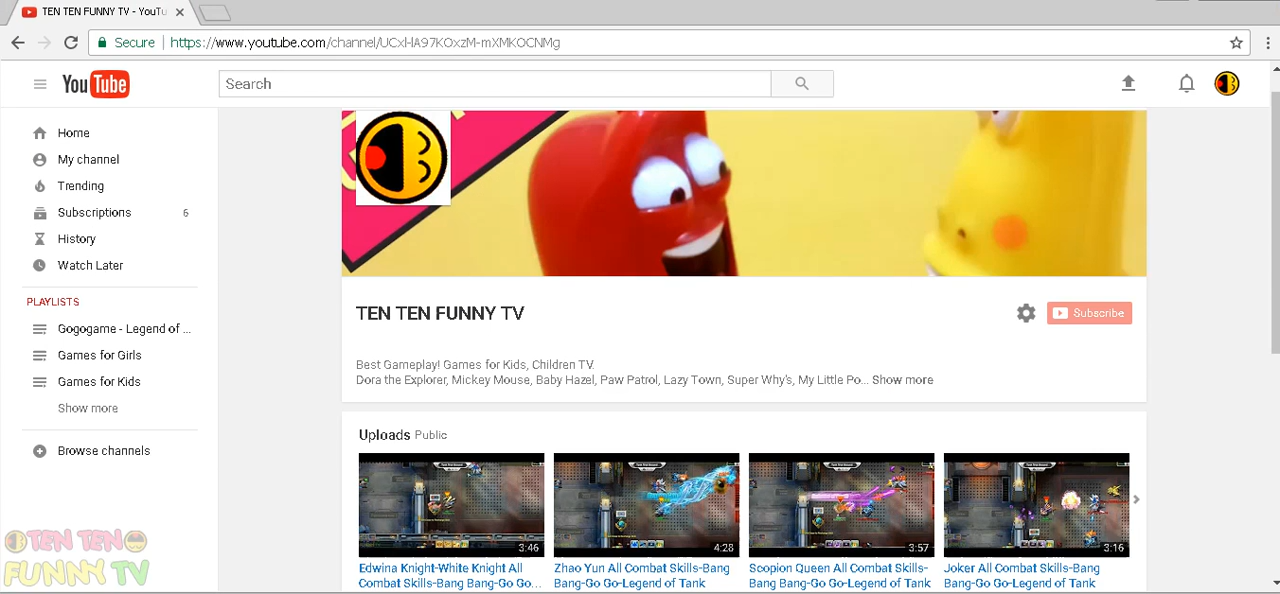 TEN TEN FUNNY TV - YouTu
Secure https://www.youtube.com/channel/UCxHA97KOxzM-mXMKOCNMg
YouTube
Search
Home
My channel
Trending
Subscriptions 6
History
Watch Later
PLAYLISTS
Gogogame - Legend of ...
Games for Girls
Games for Kids
Show more
Browse channels
TEN TEN FUNNY TV
Subscribe
Best Gameplay! Games for Kids, Children TV.
Dora the Explorer, Mickey Mouse, Baby Hazel, Paw Patrol, Lazy Town, Super Why's, My Little Po... Show more
Uploads Public
3:46
4:28
3:57
3:16
Edwina Knight-White Knight All
Combat Skills-Bang Bang-Go Go...
Zhao Yun All Combat Skills-
Bang Bang-Go Go-Legend of Tank
Scopion Queen All Combat Skills-
Bang Bang-Go Go-Legend of Tank
Joker All Combat Skills-Bang
Bang-Go Go-Legend of Tank
TEN TEN
FUNNY TV